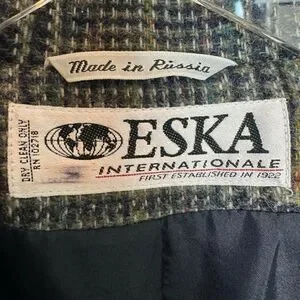 Made in Russia
DRY CLEAN ONLY
RN 102718
ESKA
INTERNATIONALE
FIRST ESTABLISHED IN 1922